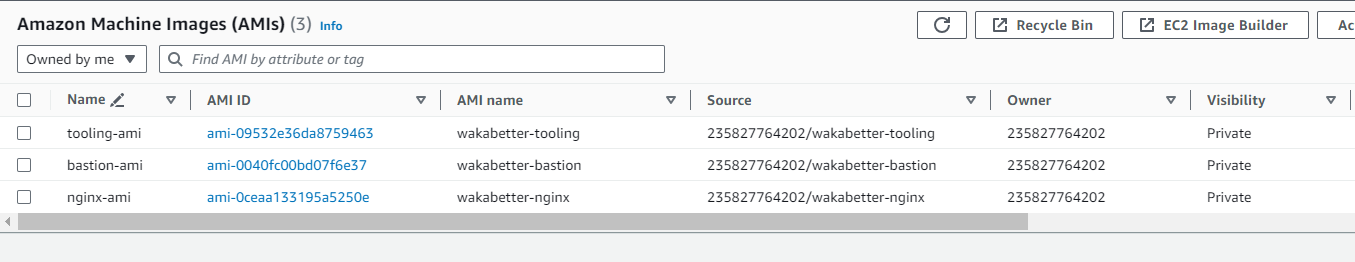 Amazon Machine Images (AMIs) (3) Info
Recycle Bin
EC2 Image Builder
Ac
Owned by me
Find AMI by attribute or tag
Name AMI ID AMI name Source Owner Visibility
tooling-ami ami-09532e36da8759463 wakabetter-tooling 235827764202/wakabetter-tooling 235827764202 Private
bastion-ami ami-0040fc00bd07f6e37 wakabetter-bastion 235827764202/wakabetter-bastion 235827764202 Private
nginx-ami ami-0ceaa133195a5250e wakabetter-nginx 235827764202/wakabetter-nginx 235827764202 Private